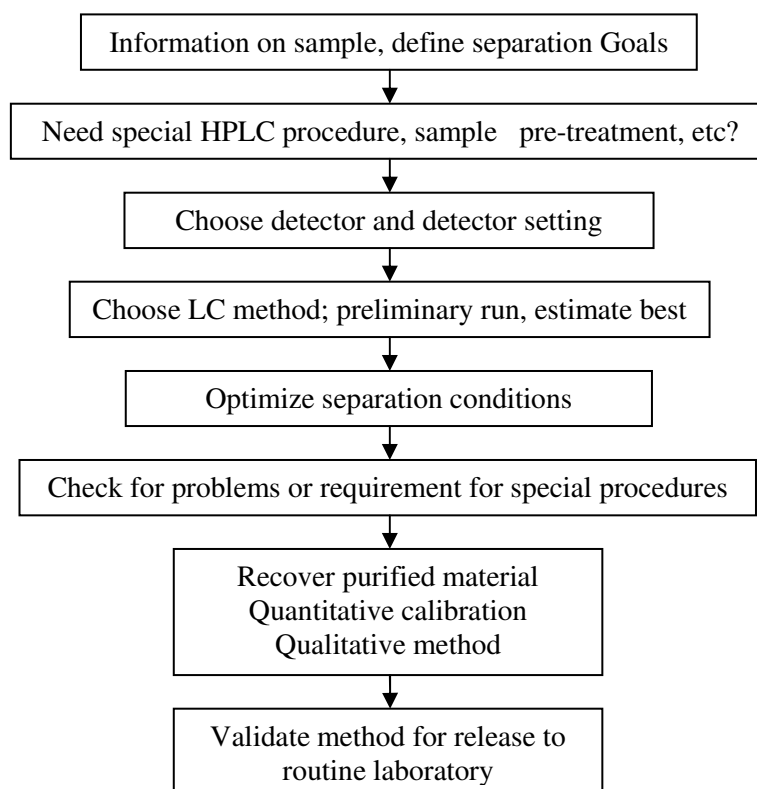 Information on sample, define separation Goals
Need special HPLC procedure, sample pre-treatment, etc?
Choose detector and detector setting
Choose LC method; preliminary run, estimate best
Optimize separation conditions
Check for problems or requirement for special procedures
Recover purified material
Quantitative calibration
Qualitative method
Validate method for release to
routine laboratory